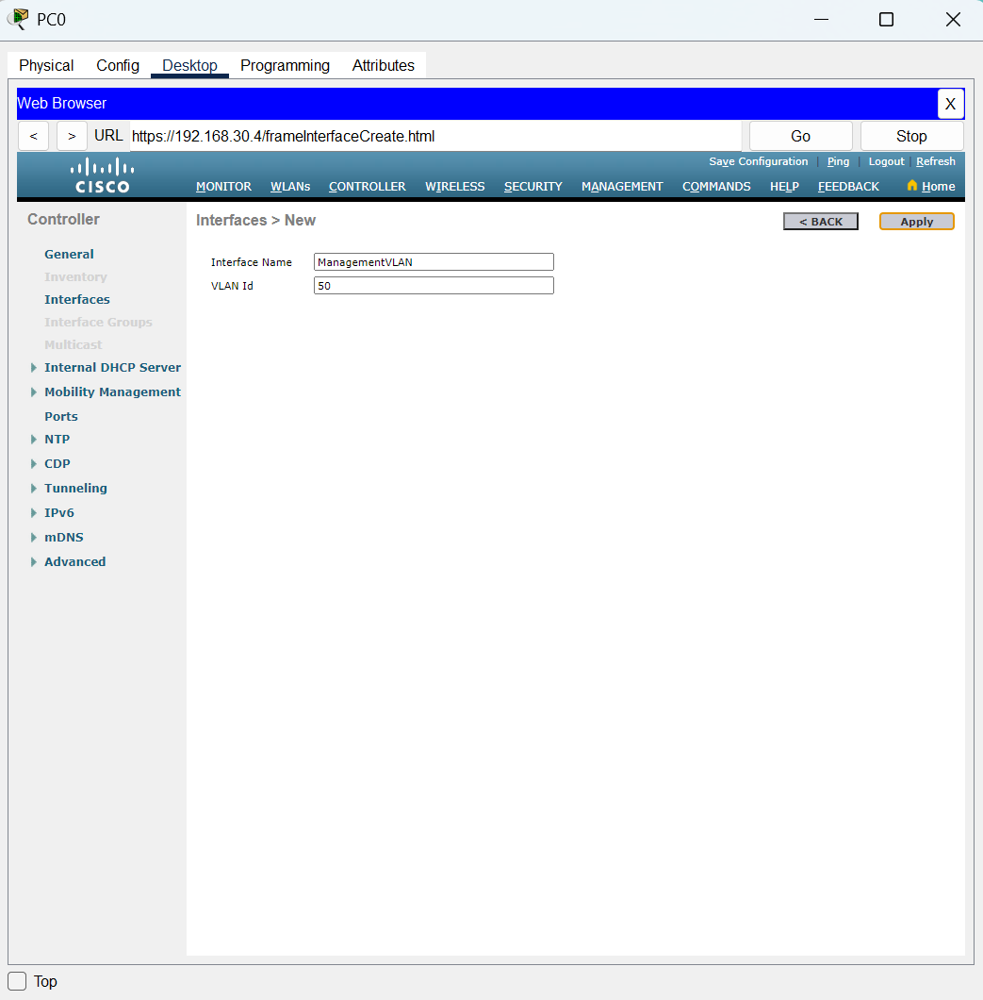 PC0
Physical Config Desktop Programming Attributes
Web Browser X
< > URL https://192.168.30.4/frameInterfaceCreate.html Go Stop
Save Configuration | Ping | Logout | Refresh
CISCO MONITOR WLANs CONTROLLER WIRELESS SECURITY MANAGEMENT COMMANDS HELP FEEDBACK Home
Controller
General
Inventory
Interfaces
Interface Groups
Multicast
Internal DHCP Server
Mobility Management
Ports
NTP
CDP
Tunneling
IPv6
mDNS
Advanced
Interfaces > New < BACK Apply
Interface Name ManagementVLAN
VLAN Id 50
Top